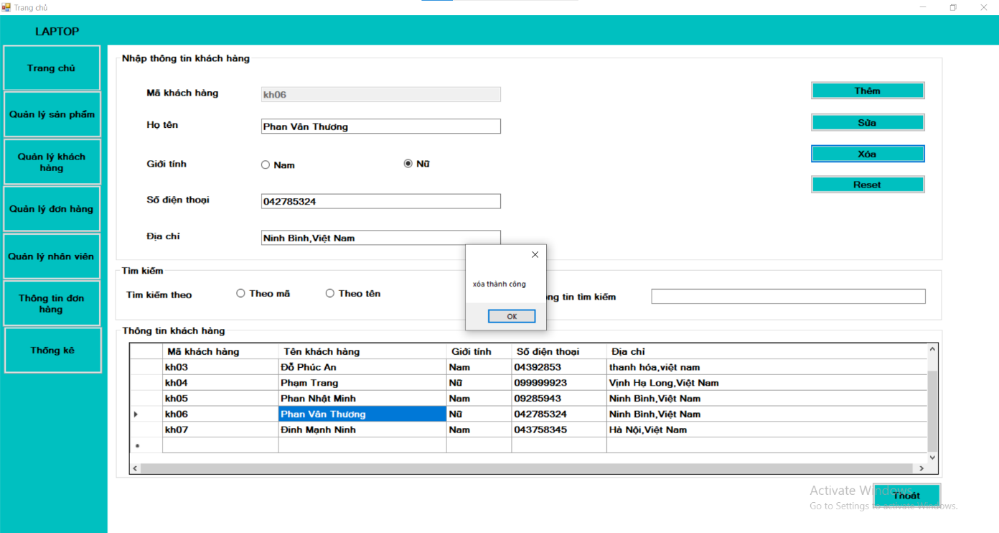 Trang chủ
LAPTOP
Trang chủ
Quản lý sản phẩm
Quản lý khách
hàng
Quản lý đơn hàng
Quản lý nhân viên
Thông tin đơn
hàng
Thống kê
Nhập thông tin khách hàng
Mã khách hàng
kh06
Họ tên
Phan Vân Thương
Giới tính
Nam
Nữ
Số điện thoại
042785324
Địa chỉ
Ninh Bình,Việt Nam
Thêm
Sửa
Xóa
Reset
xóa thành công
OK
Tìm kiếm
Tìm kiếm theo
Theo mã
Theo tên
tin tìm kiếm
Thông tin khách hàng
Mã khách hàng Tên khách hàng Giới tính Số điện thoại Địa chỉ
kh03 Đỗ Phúc An Nam 04392853 thanh hóa,việt nam
kh04 Phạm Trang Nữ 099999923 Vịnh Hạ Long,Việt Nam
kh05 Phan Nhật Minh Nam 09285943 Ninh Bình,Việt Nam
kh06 Phan Vân Thương Nữ 042785324 Ninh Bình,Việt Nam
kh07 Đinh Mạnh Ninh Nam 043758345 Hà Nội,Việt Nam
Thoát
Activate Windows
Go to Settings to activate Windows.